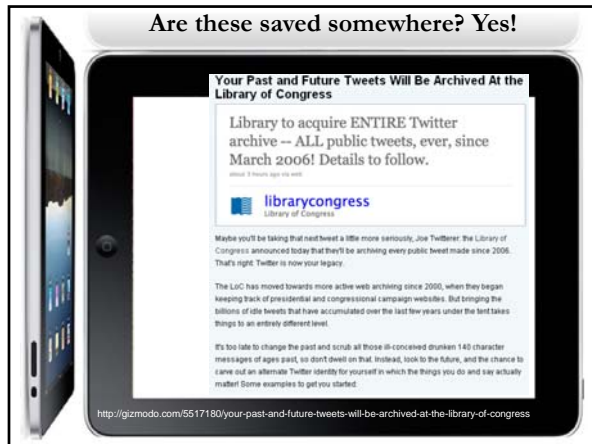 Are these saved somewhere? Yes!
Your Past and Future Tweets Will Be Archived At the
Library of Congress
Library to acquire ENTIRE Twitter
archive -- ALL public tweets, ever, since
March 2006! Details to follow.
about 3 hours ago via web
librarycongress
Library of Congress
Maybe you'll be taking that next tweet a little more seriously, Joe Twitterer: the Library of
Congress announced today that they'll be archiving every public tweet made since 2006.
That's right: Twitter is now your legacy.
The LoC has moved towards more active web archiving since 2000, when they began
keeping track of presidential and congressional campaign websites. But bringing the
billions of idle tweets that have accumulated over the last few years under the tent takes
things to an entirely different level.
It's too late to change the past and scrub all those ill-conceived drunken 140 character
messages of ages past, so don't dwell on that. Instead, look to the future, and the chance to
carve out an alternate Twitter identity for yourself in which the things you do and say actually
matter! Some examples to get you started:
http://gizmodo.com/5517180/your-past-and-future-tweets-will-be-archived-at-the-library-of-congress